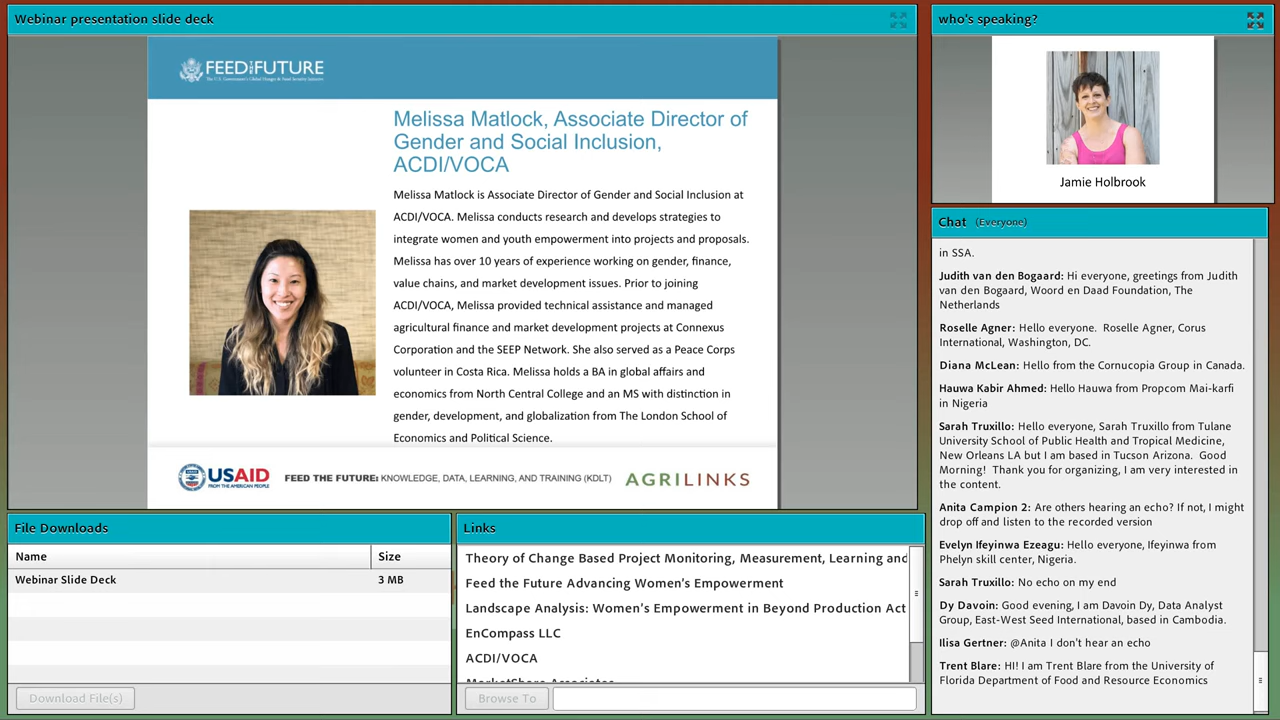 Webinar presentation slide deck
FEED THE FUTURE
The U.S. Government's Global Hunger & Food Security Initiative
Melissa Matlock, Associate Director of
Gender and Social Inclusion,
ACDI/VOCA
Melissa Matlock is Associate Director of Gender and Social Inclusion at
ACDI/VOCA. Melissa conducts research and develops strategies to
integrate women and youth empowerment into projects and proposals.
Melissa has over 10 years of experience working on gender, finance,
value chains, and market development issues. Prior to joining
ACDI/VOCA, Melissa provided technical assistance and managed
agricultural finance and market development projects at Connexus
Corporation and the SEEP Network. She also served as a Peace Corps
volunteer in Costa Rica. Melissa holds a BA in global affairs and
economics from North Central College and an MS with distinction in
gender, development, and globalization from The London School of
Economics and Political Science.
USAID
FROM THE AMERICAN PEOPLE
FEED THE FUTURE: KNOWLEDGE, DATA, LEARNING, AND TRAINING (KDLT)
AGRILINKS
who's speaking?
Jamie Holbrook
Chat (Everyone)
in SSA.
Judith van den Bogaard: Hi everyone, greetings from Judith
van den Bogaard, Woord en Daad Foundation, The
Netherlands
Roselle Agner: Hello everyone. Roselle Agner, Corus
International, Washington, DC.
Diana McLean: Hello from the Cornucopia Group in Canada.
Hauwa Kabir Ahmed: Hello Hauwa from Propcom Mai-karfi
in Nigeria
Sarah Truxillo: Hello everyone, Sarah Truxillo from Tulane
University School of Public Health and Tropical Medicine,
New Orleans LA but I am based in Tucson Arizona. Good
Morning! Thank you for organizing, I am very interested in
the content.
Anita Campion 2: Are others hearing an echo? If not, I might
drop off and listen to the recorded version
Evelyn Ifeyinwa Ezeagu: Hello everyone, Ifeyinwa from
Phelyn skill center, Nigeria.
Sarah Truxillo: No echo on my end
Dy Davoin: Good evening, I am Davoin Dy, Data Analyst
Group, East-West Seed International, based in Cambodia.
Ilisa Gertner: @Anita I don't hear an echo
Trent Blare: HI! I am Trent Blare from the University of
Florida Department of Food and Resource Economics
File Downloads
Name Size
Webinar Slide Deck 3 MB
Download File(s)
Links
Theory of Change Based Project Monitoring, Measurement, Learning and
Feed the Future Advancing Women's Empowerment
Landscape Analysis: Women's Empowerment in Beyond Production Act
EnCompass LLC
ACDI/VOCA
MarketShare Associates
Browse To